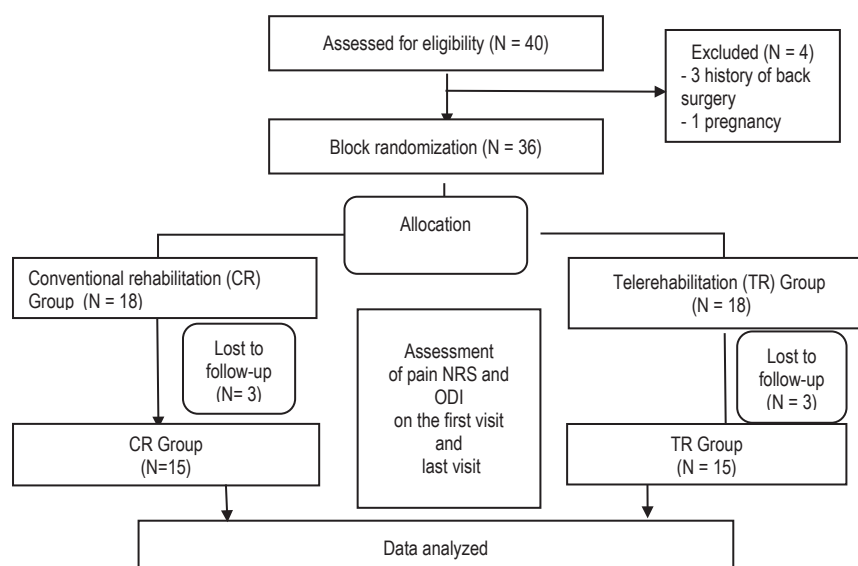 Assessed for eligibility (N = 40)
Excluded (N = 4)
- 3 history of back
surgery
- 1 pregnancy
Block randomization (N = 36)
Allocation
Conventional rehabilitation (CR)
Group (N = 18)
Telerehabilitation (TR) Group
(N = 18)
Lost to
follow-up
(N= 3)
Assessment
of pain NRS and
ODI
on the first visit
and
last visit
Lost to
follow-up
(N = 3)
CR Group
(N=15)
TR Group
(N = 15)
Data analyzed